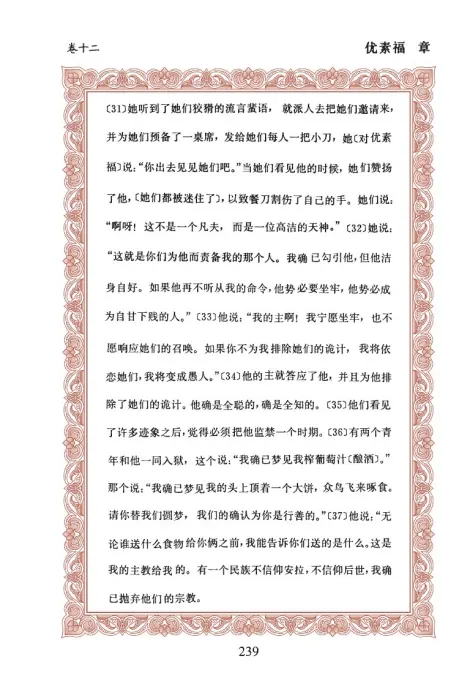 卷十二
优素福 章
〔31〕她听到了她们狡猾的流言蜚语，就派人去把她们邀请来，
并为她们预备了一桌席，发给她们每人一把小刀，她〔对优素
福〕说：“你出去见见她们吧。”当她们看见他的时候，她们赞扬
了他，〔她们都被迷住了〕，以致餐刀割伤了自己的手。她们说：
“啊呀！这不是一个凡夫，而是一位高洁的天神。”〔32〕她说：
“这就是你们为他而责备我的那个人。我确已勾引他，但他洁
身自好。如果他再不听从我的命令，他势必要坐牢，他势必成
为自甘下贱的人。”〔33〕他说：“我的主啊！我宁愿坐牢，也不
愿响应她们的召唤。如果你不为我排除她们的诡计，我将依
恋她们，我将变成愚人。”〔34〕他的主就答应了他，并且为他排
除了她们的诡计。他确是全聪的，确是全知的。〔35〕他们看见
了许多迹象之后，觉得必须把他监禁一个时期。〔36〕有两个青
年和他一同入狱，这个说：“我确已梦见我榨葡萄汁〔酿酒〕。”
那个说：“我确已梦见我的头上顶着一个大饼，众鸟飞来啄食。
请你替我们圆梦，我们的确认为你是行善的。”〔37〕他说：“无
论谁送什么食物给你俩之前，我能告诉你们送的是什么。这是
我的主教给我的。有一个民族不信仰安拉，不信仰后世，我确
已抛弃他们的宗教。
239